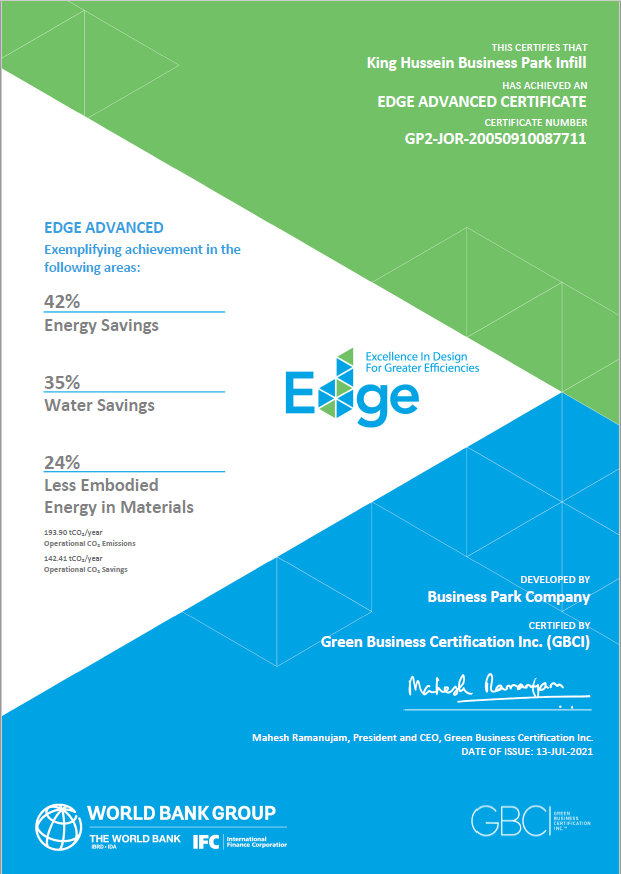 THIS CERTIFIES THAT
King Hussein Business Park Infill
HAS ACHIEVED AN
EDGE ADVANCED CERTIFICATE
CERTIFICATE NUMBER
GP2-JOR-20050910087711
EDGE ADVANCED
Exemplifying achievement in the
following areas:
42%
Energy Savings
35%
Water Savings
24%
Less Embodied
Energy in Materials
193.90 tCO₂/year
Operational CO₂ Emissions
142.41 tCO₂/year
Operational CO₂ Savings
Edge
Excellence In Design
For Greater Efficiencies
DEVELOPED BY
Business Park Company
CERTIFIED BY
Green Business Certification Inc. (GBCI)
Mahesh Ramanujam
Mahesh Ramanujam, President and CEO, Green Business Certification Inc.
DATE OF ISSUE: 13-JUL-2021
WORLD BANK GROUP
THE WORLD BANK
IBRD • IDA
IFC
International
Finance Corporation
GBCI
GREEN
BUSINESS
CERTIFICATION
INC.™